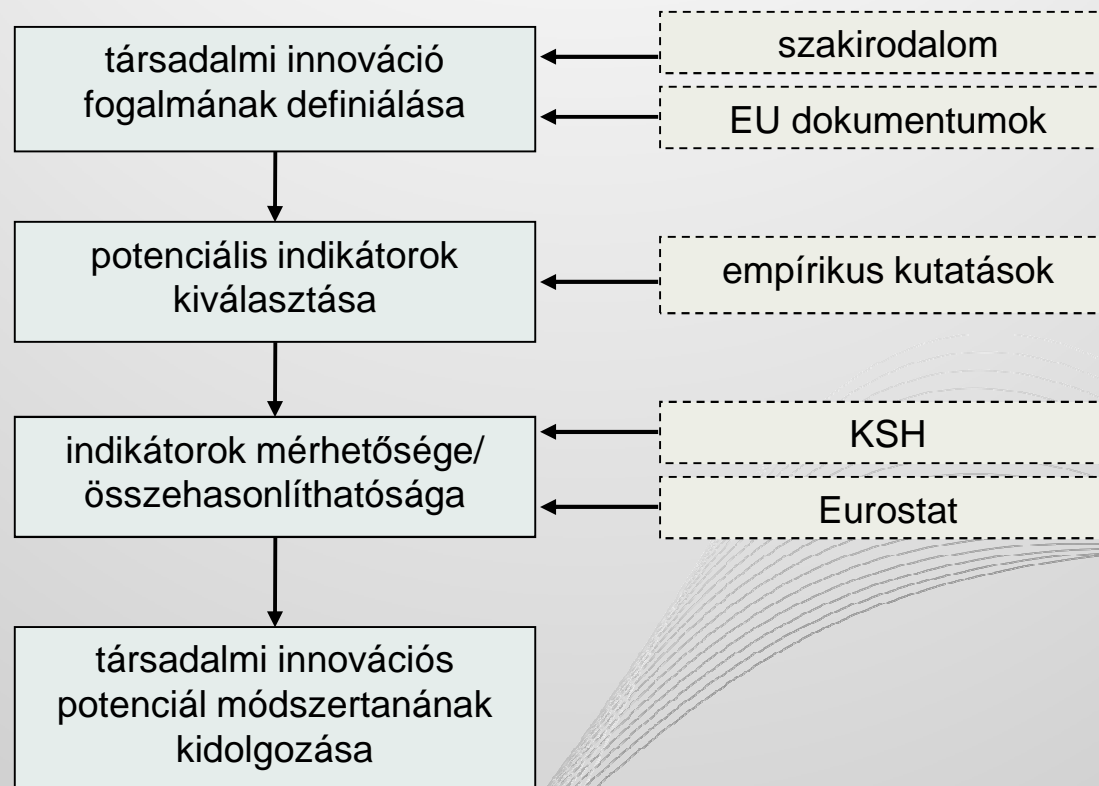 társadalmi innováció
fogalmának definiálása
szakirodalom
EU dokumentumok
potenciális indikátorok
kiválasztása
empírikus kutatások
indikátorok mérhetősége/
összehasonlíthatósága
KSH
Eurostat
társadalmi innovációs
potenciál módszertanának
kidolgozása